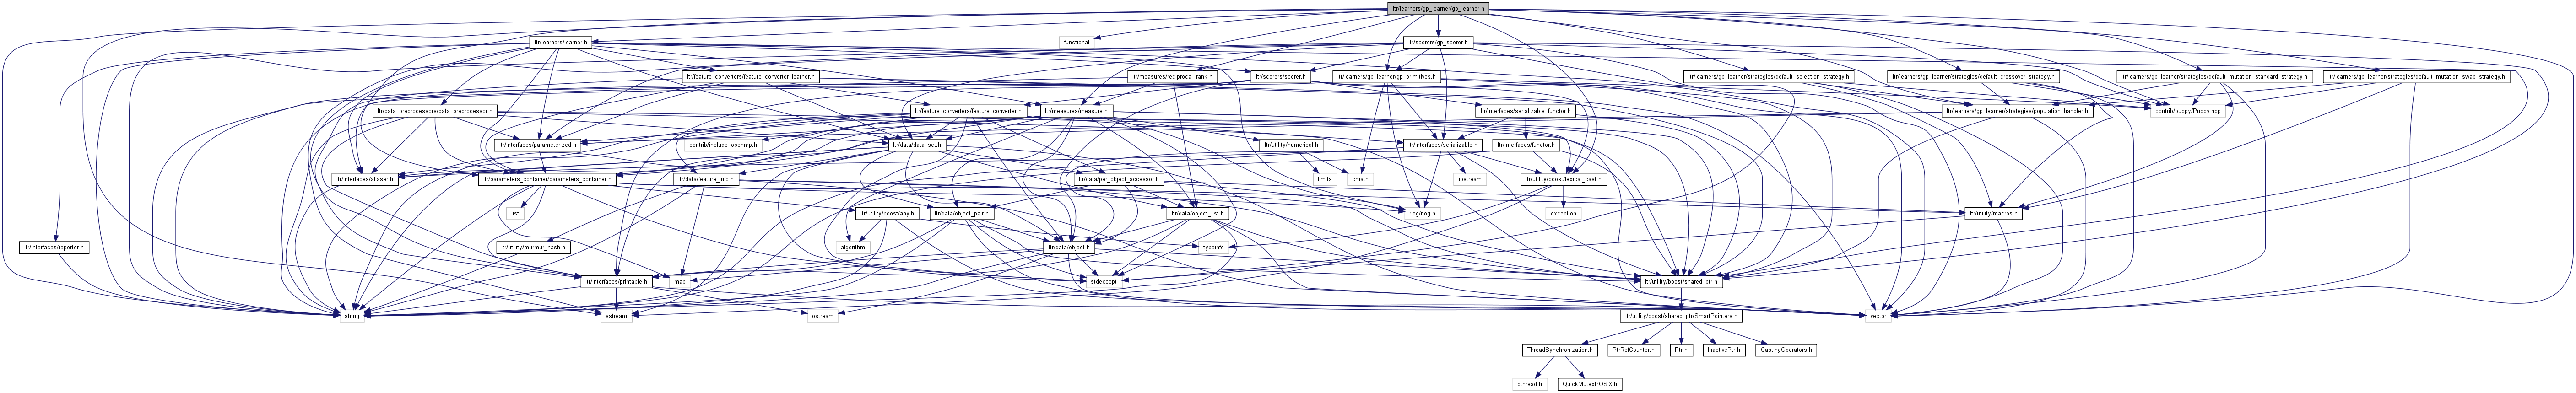 ltr/learners/gp_learner/gp_learner.h
ltr/learners/learner.h
functional
ltr/scorers/gp_scorer.h
ltr/feature_converters/feature_converter_learner.h
ltr/scorers/scorer.h
ltr/measures/reciprocal_rank.h
ltr/learners/gp_learner/gp_primitives.h
ltr/learners/gp_learner/strategies/default_selection_strategy.h
ltr/learners/gp_learner/strategies/default_crossover_strategy.h
ltr/learners/gp_learner/strategies/default_mutation_standard_strategy.h
ltr/learners/gp_learner/strategies/default_mutation_swap_strategy.h
ltr/data_preprocessors/data_preprocessor.h
ltr/feature_converters/feature_converter.h
ltr/measures/measure.h
ltr/interfaces/serializable_functor.h
ltr/learners/gp_learner/strategies/population_handler.h
contrib/puppy/Puppy.hpp
ltr/interfaces/parameterized.h
contrib/include_openmp.h
ltr/data/data_set.h
ltr/utility/numerical.h
ltr/interfaces/serializable.h
ltr/interfaces/functor.h
ltr/interfaces/aliaser.h
ltr/parameters_container/parameters_container.h
ltr/data/feature_info.h
ltr/data/per_object_accessor.h
limits
cmath
iostream
ltr/utility/boost/lexical_cast.h
list
ltr/utility/boost/any.h
ltr/data/object_pair.h
ltr/data/object_list.h
rlog/rlog.h
exception
ltr/utility/macros.h
ltr/interfaces/reporter.h
ltr/utility/murmur_hash.h
algorithm
ltr/data/object.h
typeinfo
ltr/interfaces/printable.h
map
stdexcept
ltr/utility/boost/shared_ptr.h
string
sstream
ostream
ltr/utility/boost/shared_ptr/SmartPointers.h
vector
ThreadSynchronization.h
PtrRefCounter.h
Ptr.h
InactivePtr.h
CastingOperators.h
pthread.h
QuickMutexPOSIX.h